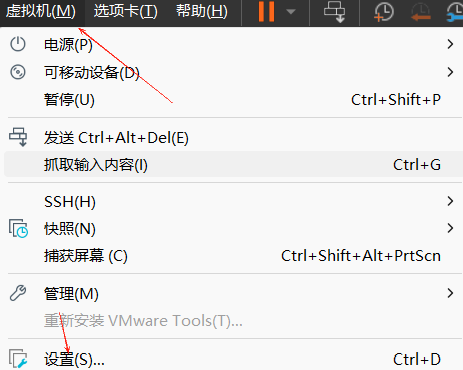 虚拟机(M) 选项卡(T) 帮助(H)
电源(P)
可移动设备(D)
暂停(U) Ctrl+Shift+P
发送 Ctrl+Alt+Del(E)
抓取输入内容(I) Ctrl+G
SSH(H)
快照(N)
捕获屏幕 (C) Ctrl+Shift+Alt+PrtScn
管理(M)
重新安装 VMware Tools(T)...
设置(S)... Ctrl+D